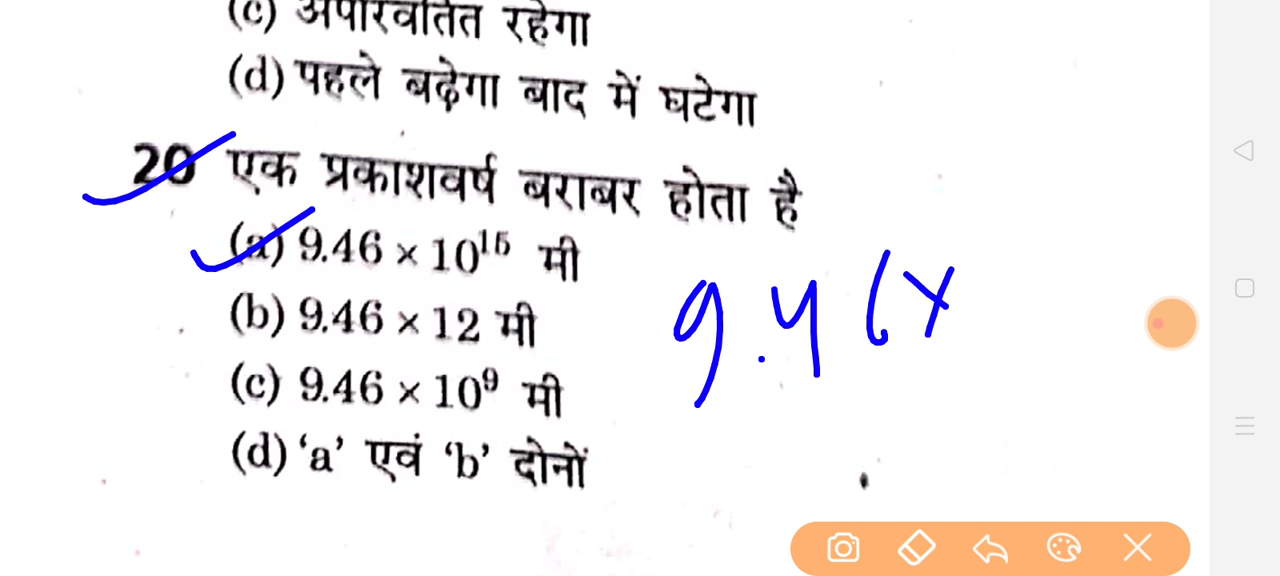 (c) अपरिवर्तित रहेगा
(d) पहले बढ़ेगा बाद में घटेगा
20 एक प्रकाशवर्ष बराबर होता है
(a) 9.46 × 10¹⁵ मी
(b) 9.46 × 12 मी
(c) 9.46 × 10⁹ मी
(d) ‘a’ एवं ‘b’ दोनों
9.46×